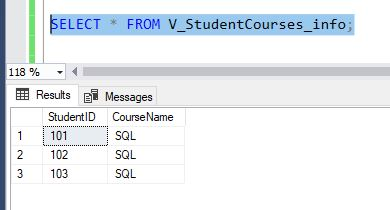 SELECT * FROM V_StudentCourses_info;
118 %
Results Messages
StudentID CourseName
1 101 SQL
2 102 SQL
3 103 SQL